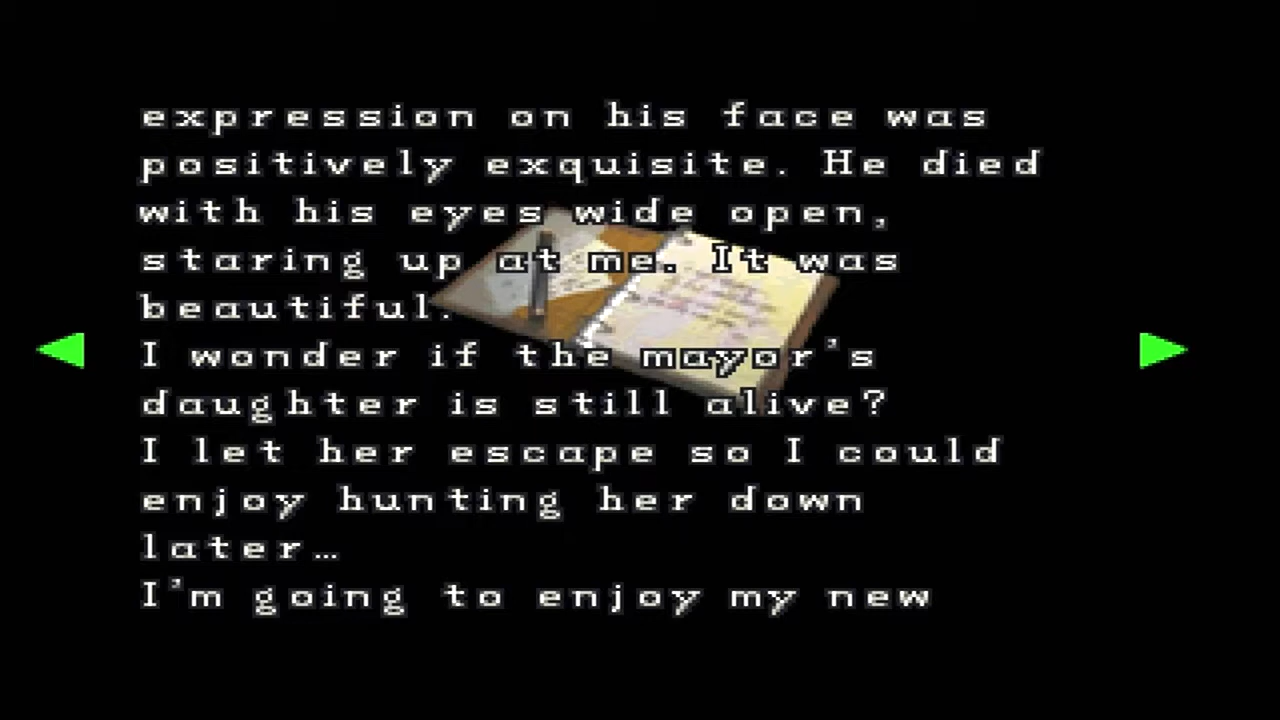 expression on his face was
positively exquisite. He died
with his eyes wide open,
staring up at me. It was
beautiful.
I wonder if the mayor's
daughter is still alive?
I let her escape so I could
enjoy hunting her down
later…
I'm going to enjoy my new